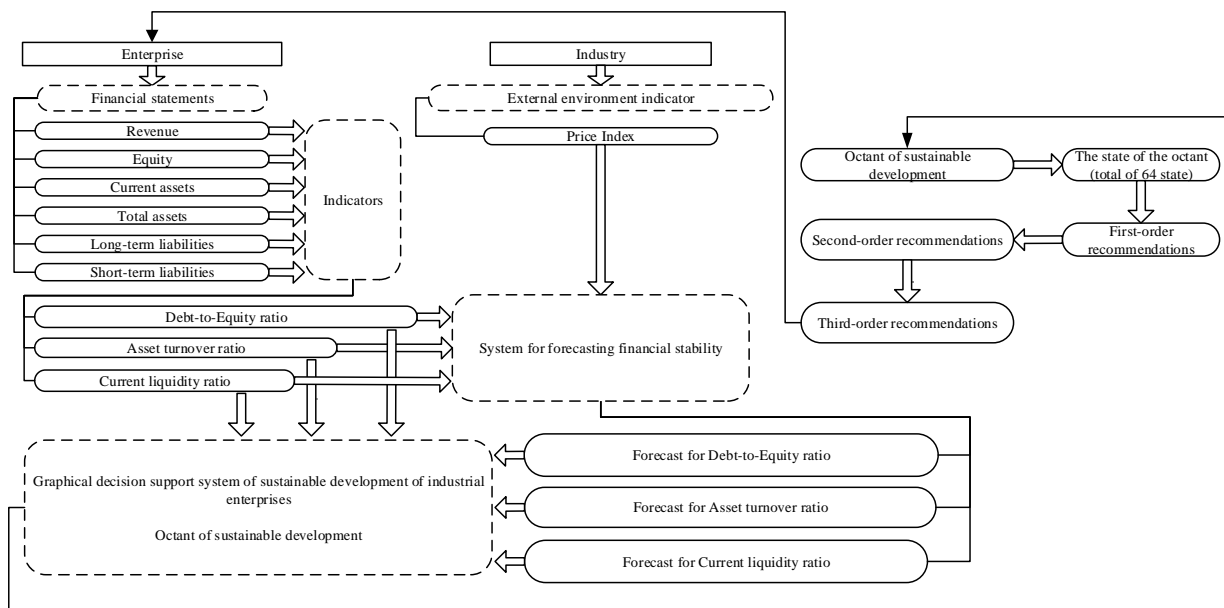 Enterprise
Industry
Financial statements
External environment indicator
Revenue
Price Index
Equity
Current assets
Total assets
Long-term liabilities
Short-term liabilities
Indicators
Octant of sustainable
development
The state of the octant
(total of 64 state)
Second-order recommendations
First-order
recommendations
Third-order recommendations
Debt-to-Equity ratio
Asset turnover ratio
Current liquidity ratio
System for forecasting financial stability
Graphical decision support system of sustainable development of industrial
enterprises
Octant of sustainable development
Forecast for Debt-to-Equity ratio
Forecast for Asset turnover ratio
Forecast for Current liquidity ratio